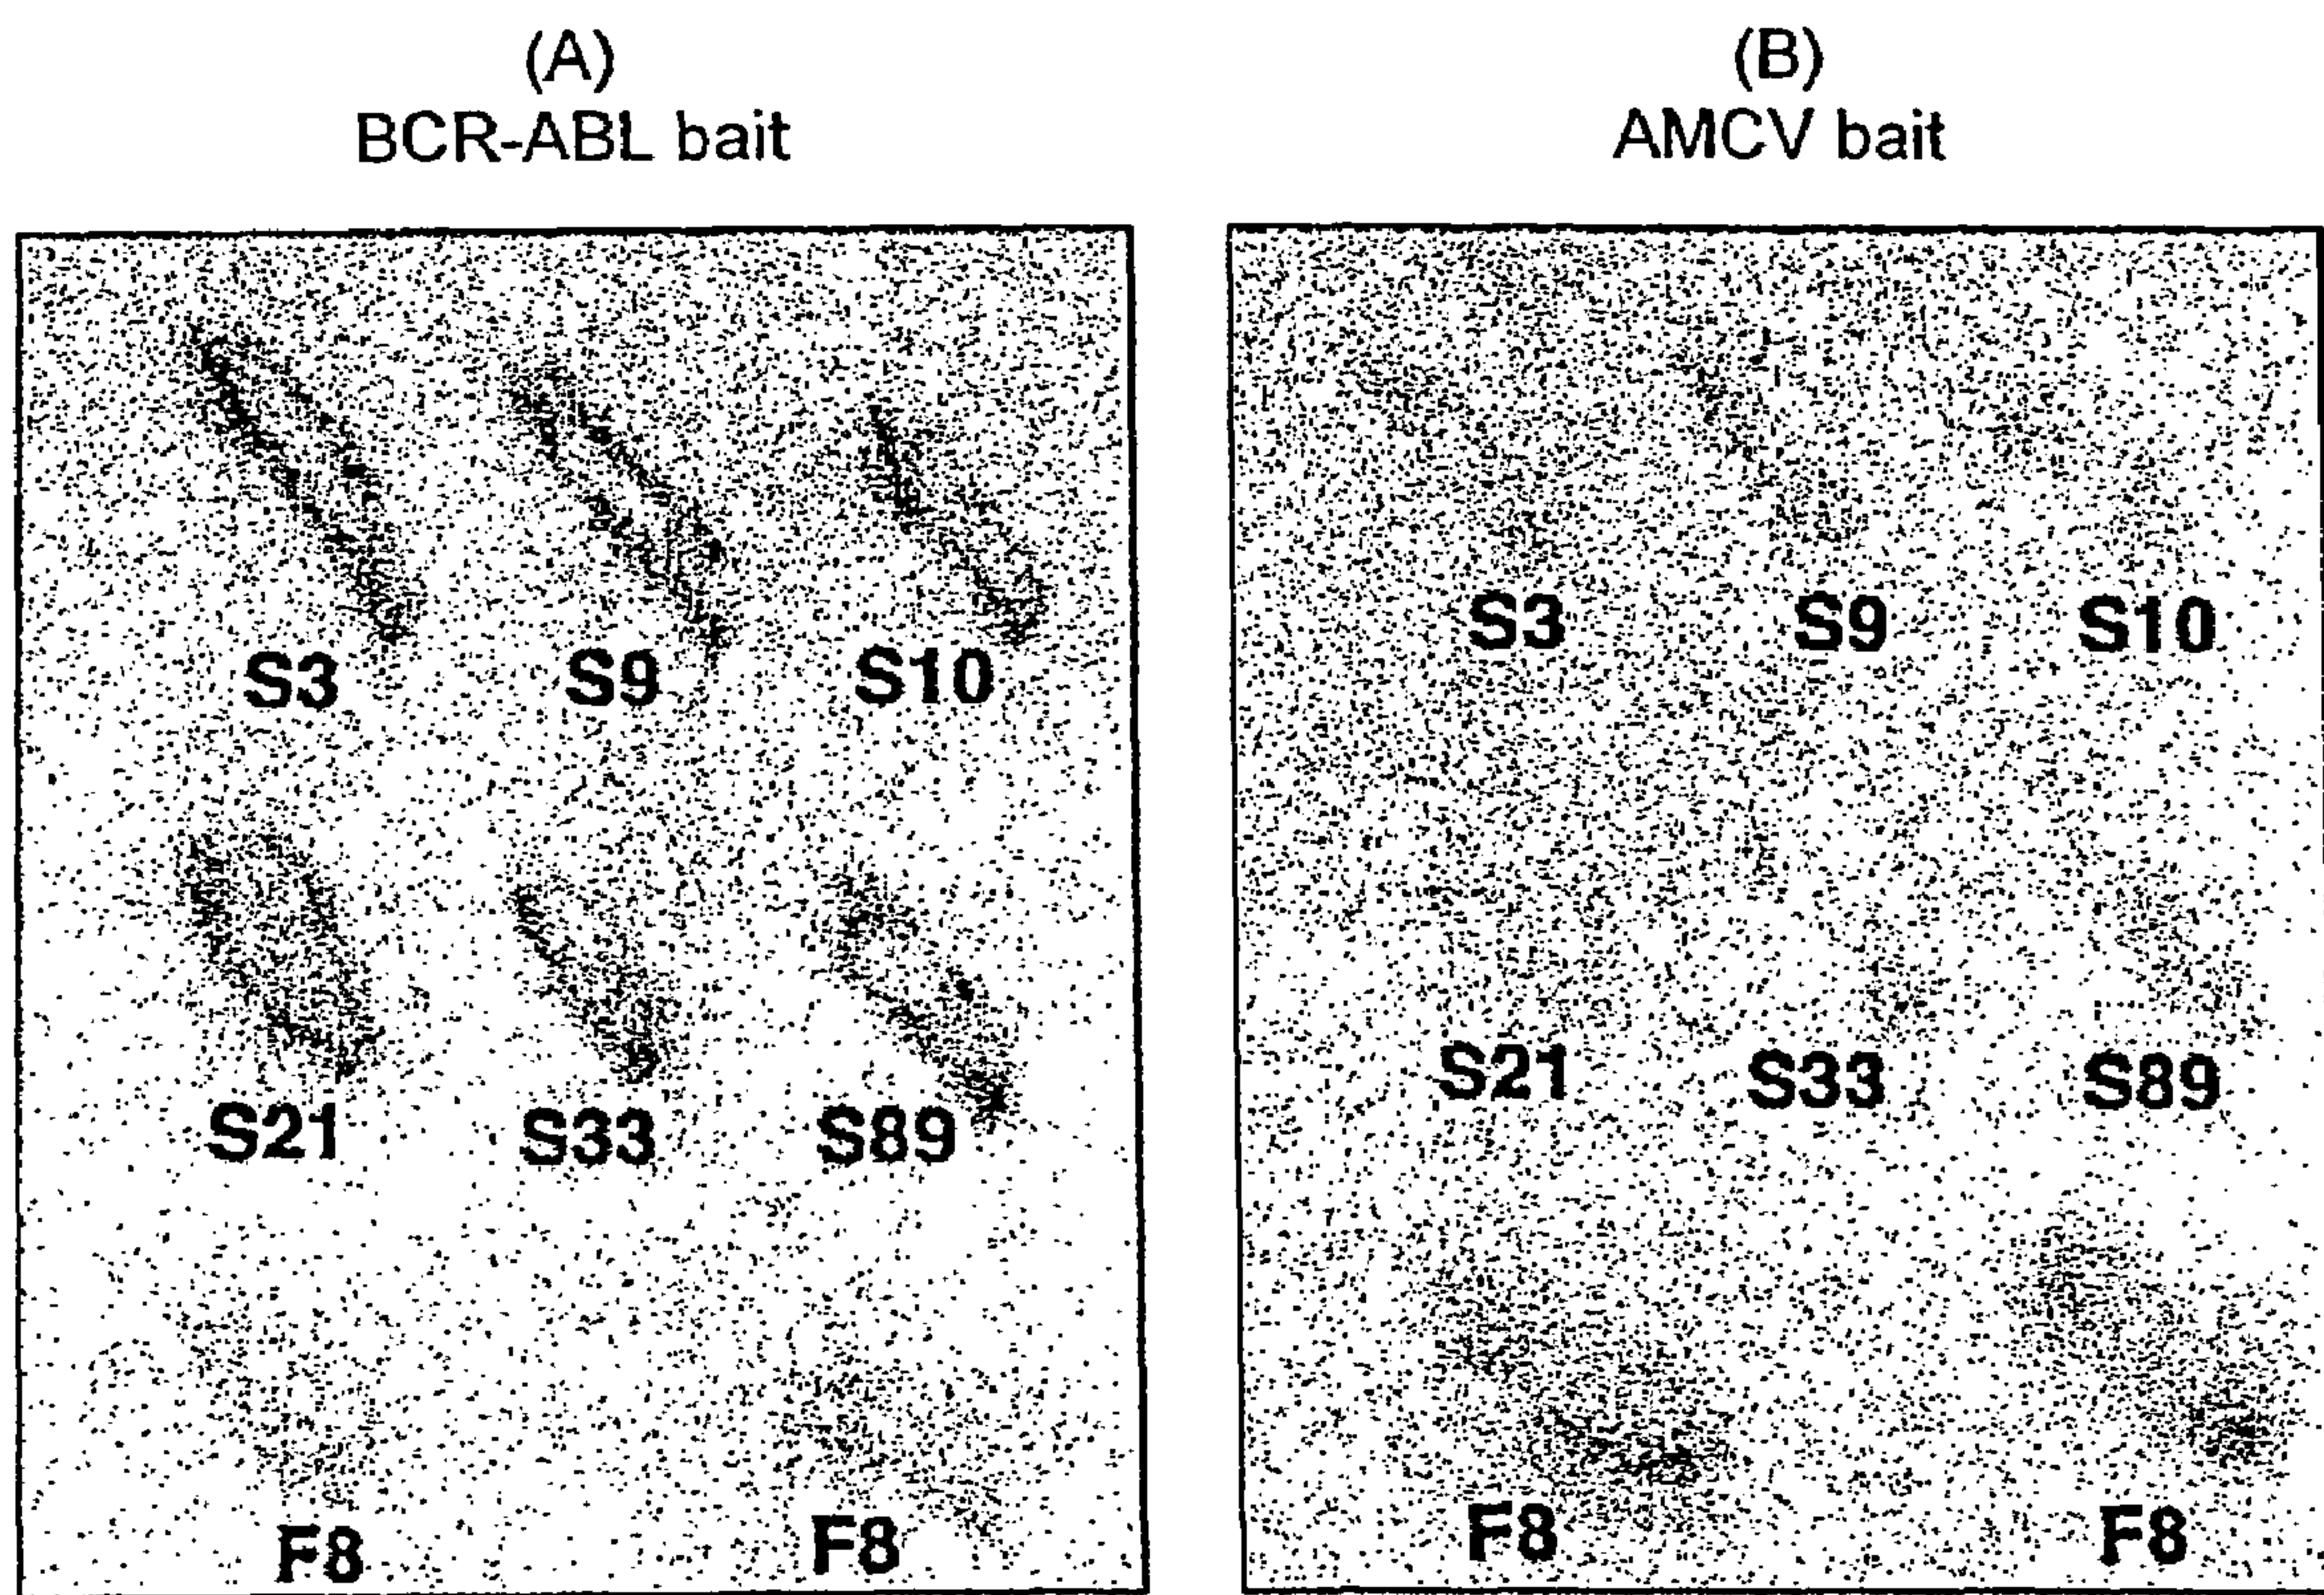 (A)
BCR-ABL bait
S3 S9 S10
S21 S33 S89
F8 F8
(B)
AMCV bait
S3 S9 S10
S21 S33 S89
F8 F8